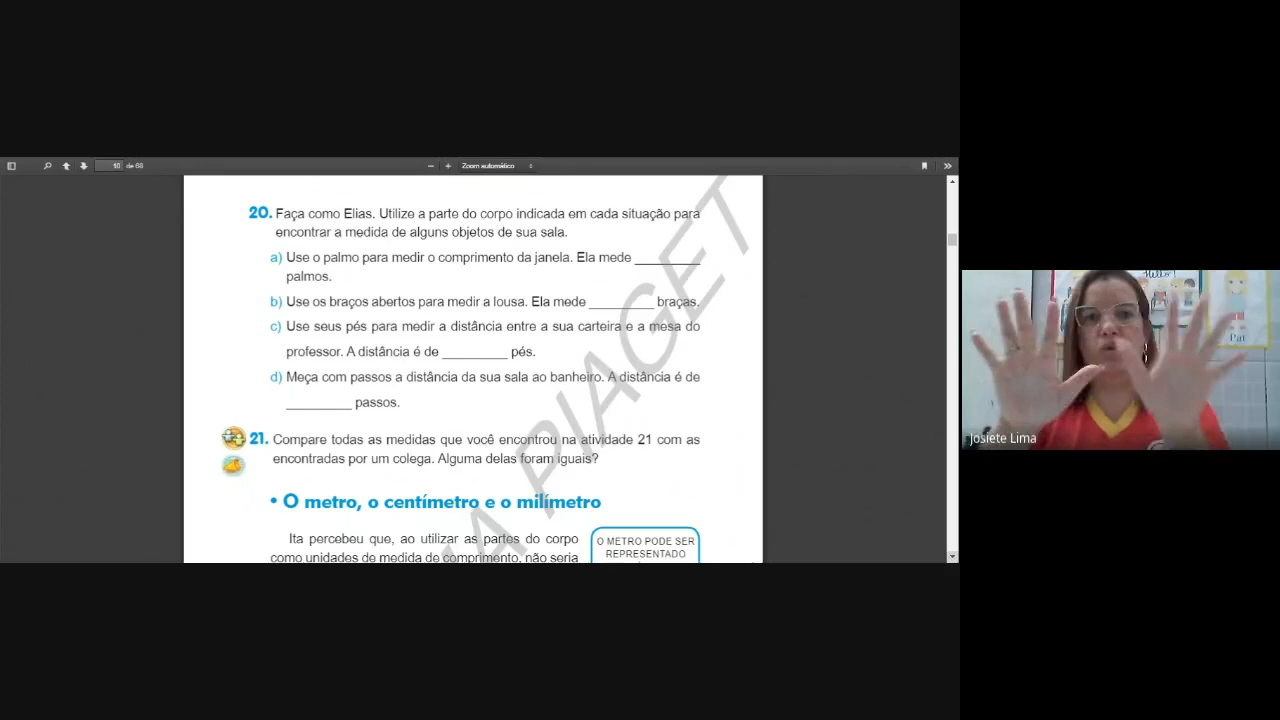 10 de 68
Zoom automático
20. Faça como Elias. Utilize a parte do corpo indicada em cada situação para
encontrar a medida de alguns objetos de sua sala.
a) Use o palmo para medir o comprimento da janela. Ela mede _________
palmos.
b) Use os braços abertos para medir a lousa. Ela mede _________ braças.
c) Use seus pés para medir a distância entre a sua carteira e a mesa do
professor. A distância é de _________ pés.
d) Meça com passos a distância da sua sala ao banheiro. A distância é de
_________ passos.
21. Compare todas as medidas que você encontrou na atividade 21 com as
encontradas por um colega. Alguma delas foram iguais?
• O metro, o centímetro e o milímetro
Ita percebeu que, ao utilizar as partes do corpo
como unidades de medida de comprimento, não seria
O METRO PODE SER
REPRESENTADO
PIAGET
Hello!
Pat
Josiete Lima